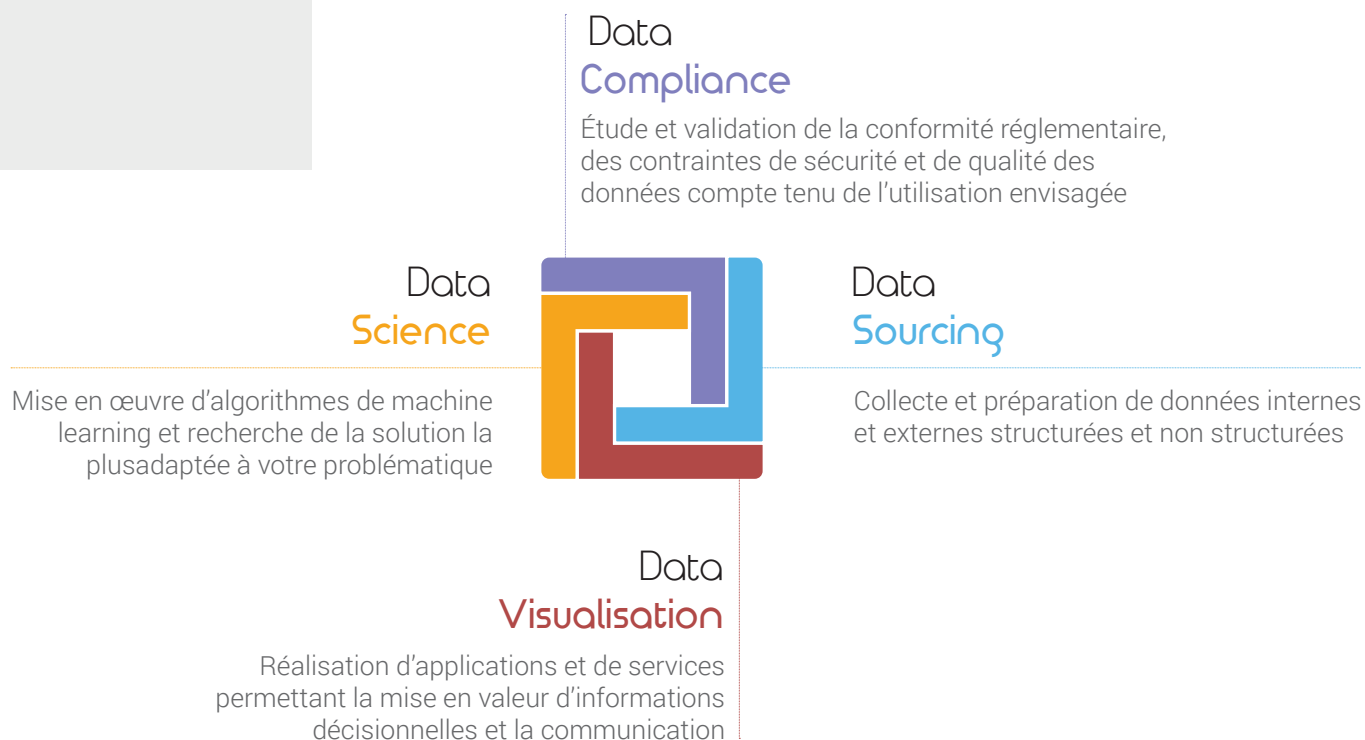 Data
Compliance
Étude et validation de la conformité réglementaire,
des contraintes de sécurité et de qualité des
données compte tenu de l’utilisation envisagée
Data
Science
Mise en œuvre d’algorithmes de machine
learning et recherche de la solution la
plusadaptée à votre problématique
Data
Sourcing
Collecte et préparation de données internes
et externes structurées et non structurées
Data
Visualisation
Réalisation d’applications et de services
permettant la mise en valeur d’informations
décisionnelles et la communication